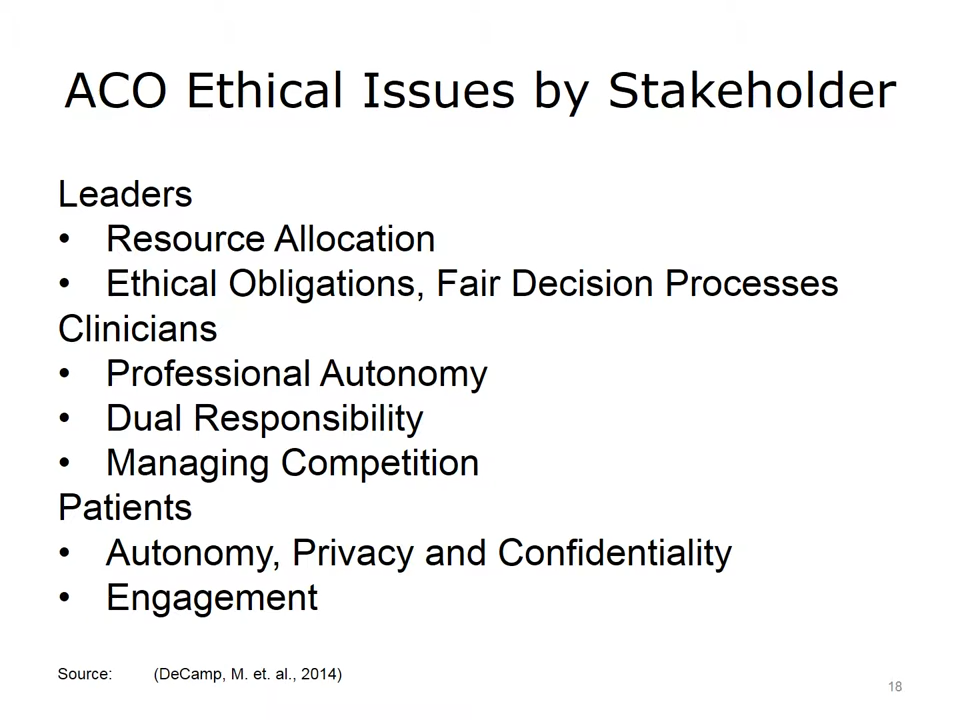 ACO Ethical Issues by Stakeholder
Leaders
• Resource Allocation
• Ethical Obligations, Fair Decision Processes
Clinicians
• Professional Autonomy
• Dual Responsibility
• Managing Competition
Patients
• Autonomy, Privacy and Confidentiality
• Engagement
Source: (DeCamp, M. et. al., 2014)
18